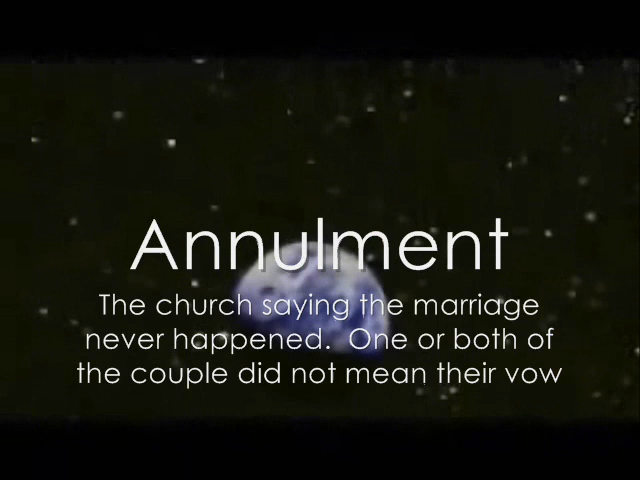 Annulment
The church saying the marriage
never happened.  One or both of
the couple did not mean their vow